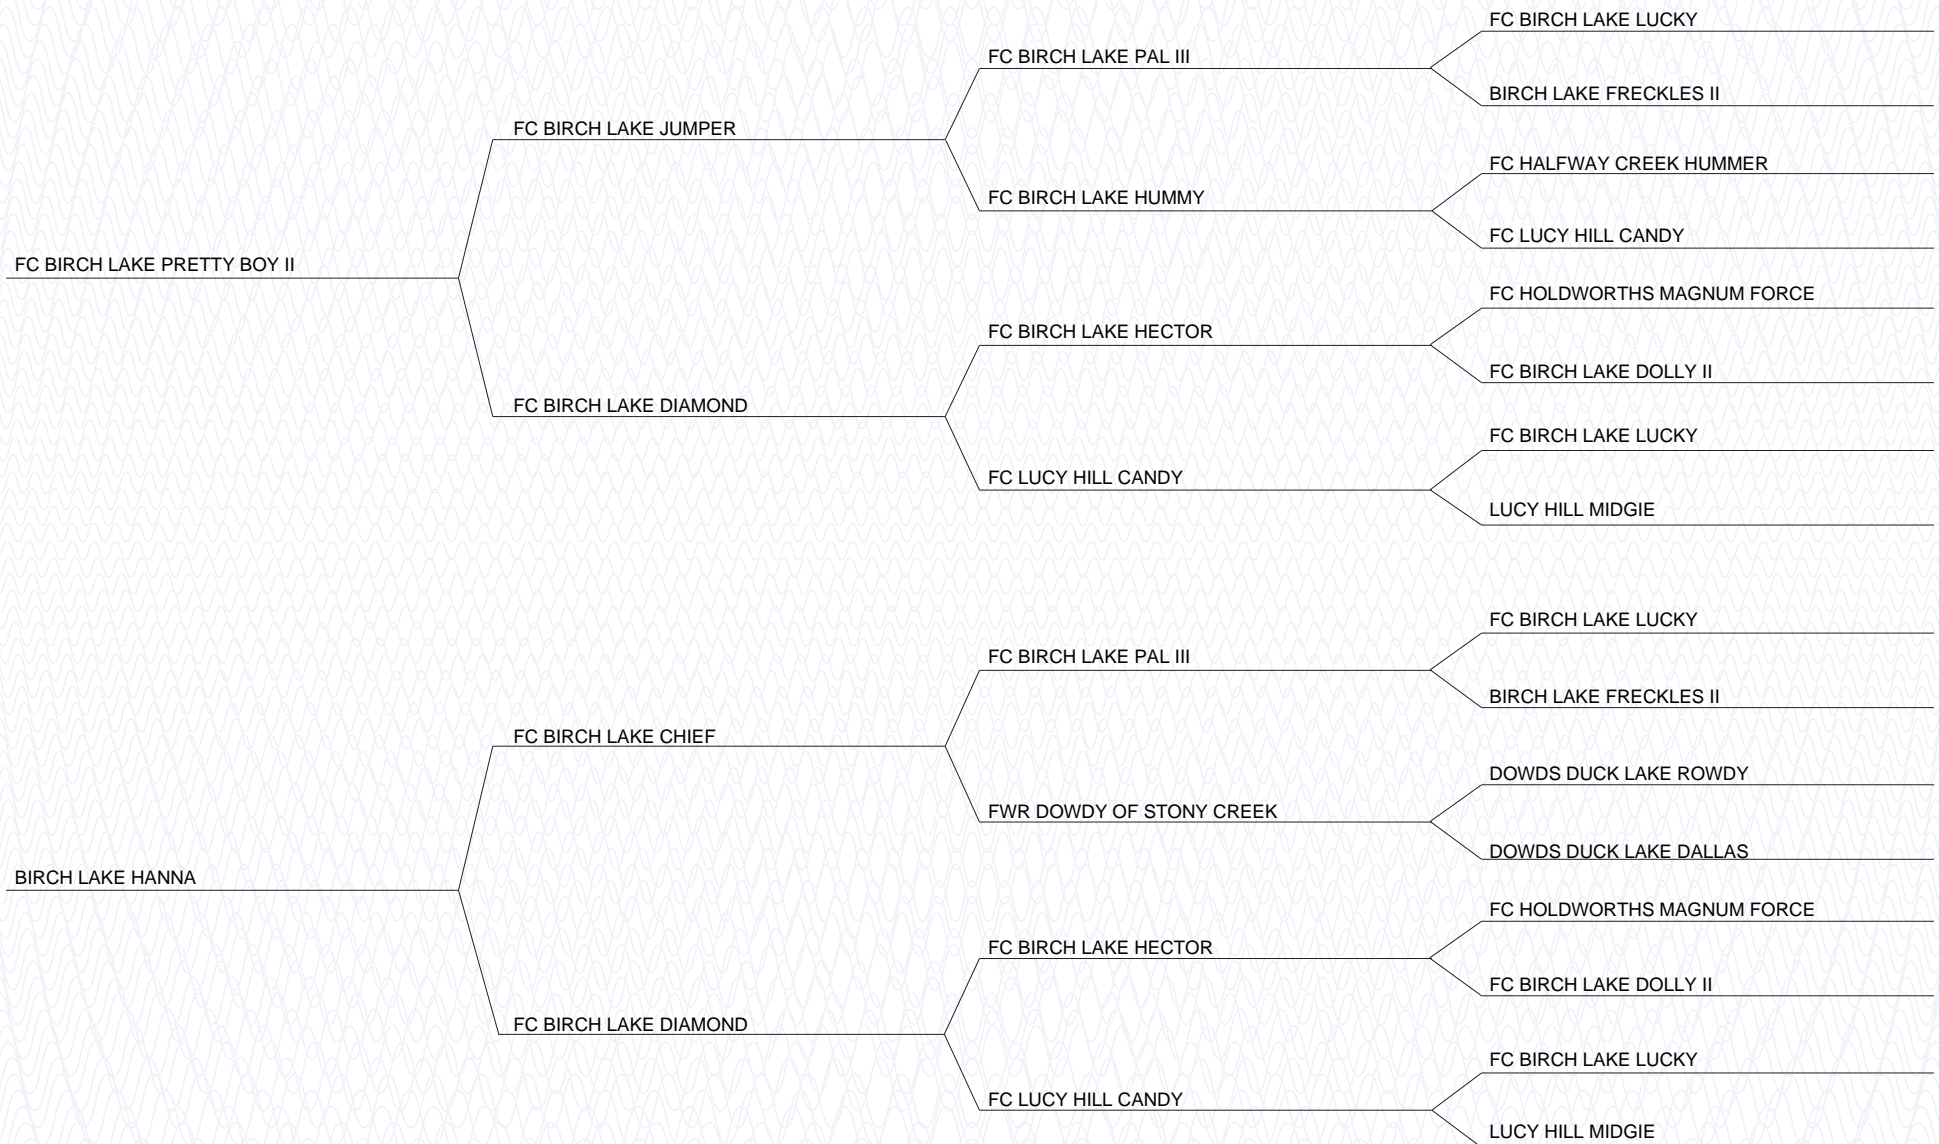 FC BIRCH LAKE LUCKY
FC BIRCH LAKE PAL III
BIRCH LAKE FRECKLES II
FC BIRCH LAKE JUMPER
FC HALFWAY CREEK HUMMER
FC BIRCH LAKE HUMMY
FC LUCY HILL CANDY
FC BIRCH LAKE PRETTY BOY II
FC HOLDWORTHS MAGNUM FORCE
FC BIRCH LAKE HECTOR
FC BIRCH LAKE DOLLY II
FC BIRCH LAKE DIAMOND
FC BIRCH LAKE LUCKY
FC LUCY HILL CANDY
LUCY HILL MIDGIE
FC BIRCH LAKE LUCKY
FC BIRCH LAKE PAL III
BIRCH LAKE FRECKLES II
FC BIRCH LAKE CHIEF
DOWDS DUCK LAKE ROWDY
FWR DOWDY OF STONY CREEK
DOWDS DUCK LAKE DALLAS
BIRCH LAKE HANNA
FC HOLDWORTHS MAGNUM FORCE
FC BIRCH LAKE HECTOR
FC BIRCH LAKE DOLLY II
FC BIRCH LAKE DIAMOND
FC BIRCH LAKE LUCKY
FC LUCY HILL CANDY
LUCY HILL MIDGIE